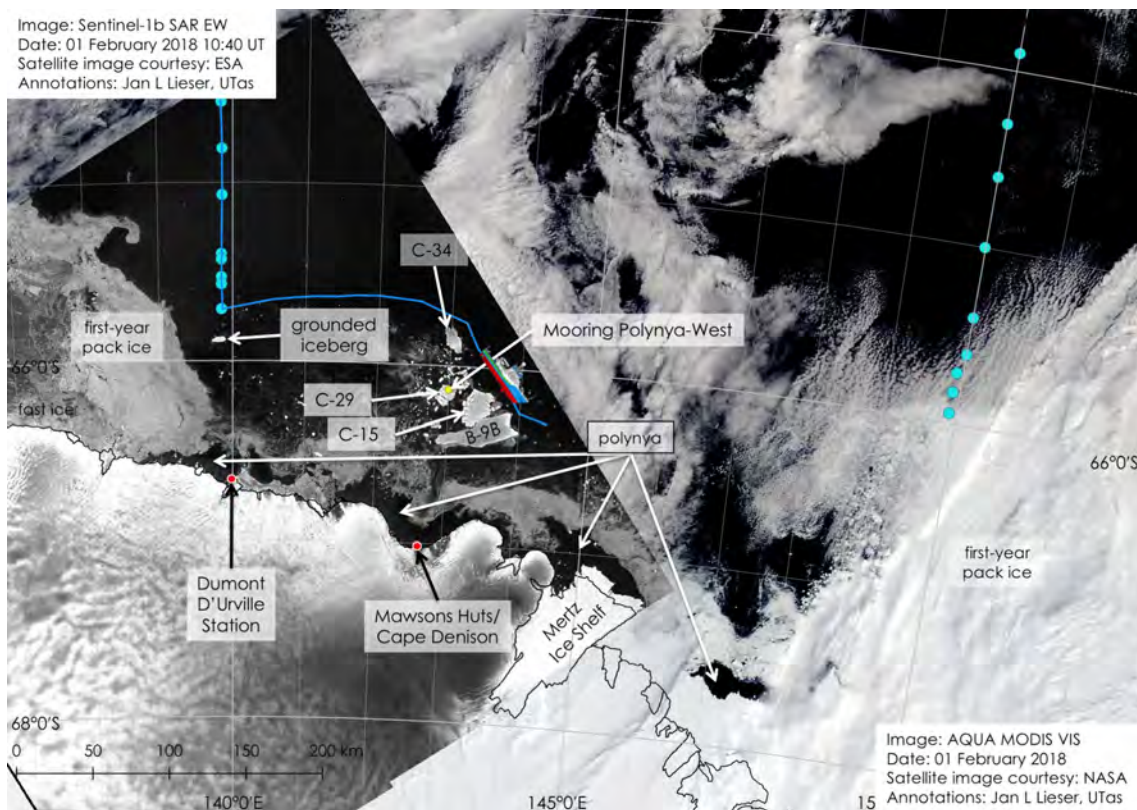 Image: Sentinel-1b SAR EW
Date: 01 February 2018 10:40 UT
Satellite image courtesy: ESA
Annotations: Jan L Lieser, UTas
C-34
first-year
pack ice
grounded
iceberg
Mooring Polynya-West
66°0'S
fast ice
C-29
C-15
B-9B
polynya
66°0'S
first-year
pack ice
Dumont
D'Urville
Station
Mawsons Huts/
Cape Denison
Mertz
Ice Shelf
68°0'S
0 50 100 150 200 km
140°0'E
145°0'E
15
Image: AQUA MODIS VIS
Date: 01 February 2018
Satellite image courtesy: NASA
Annotations: Jan L Lieser, UTas